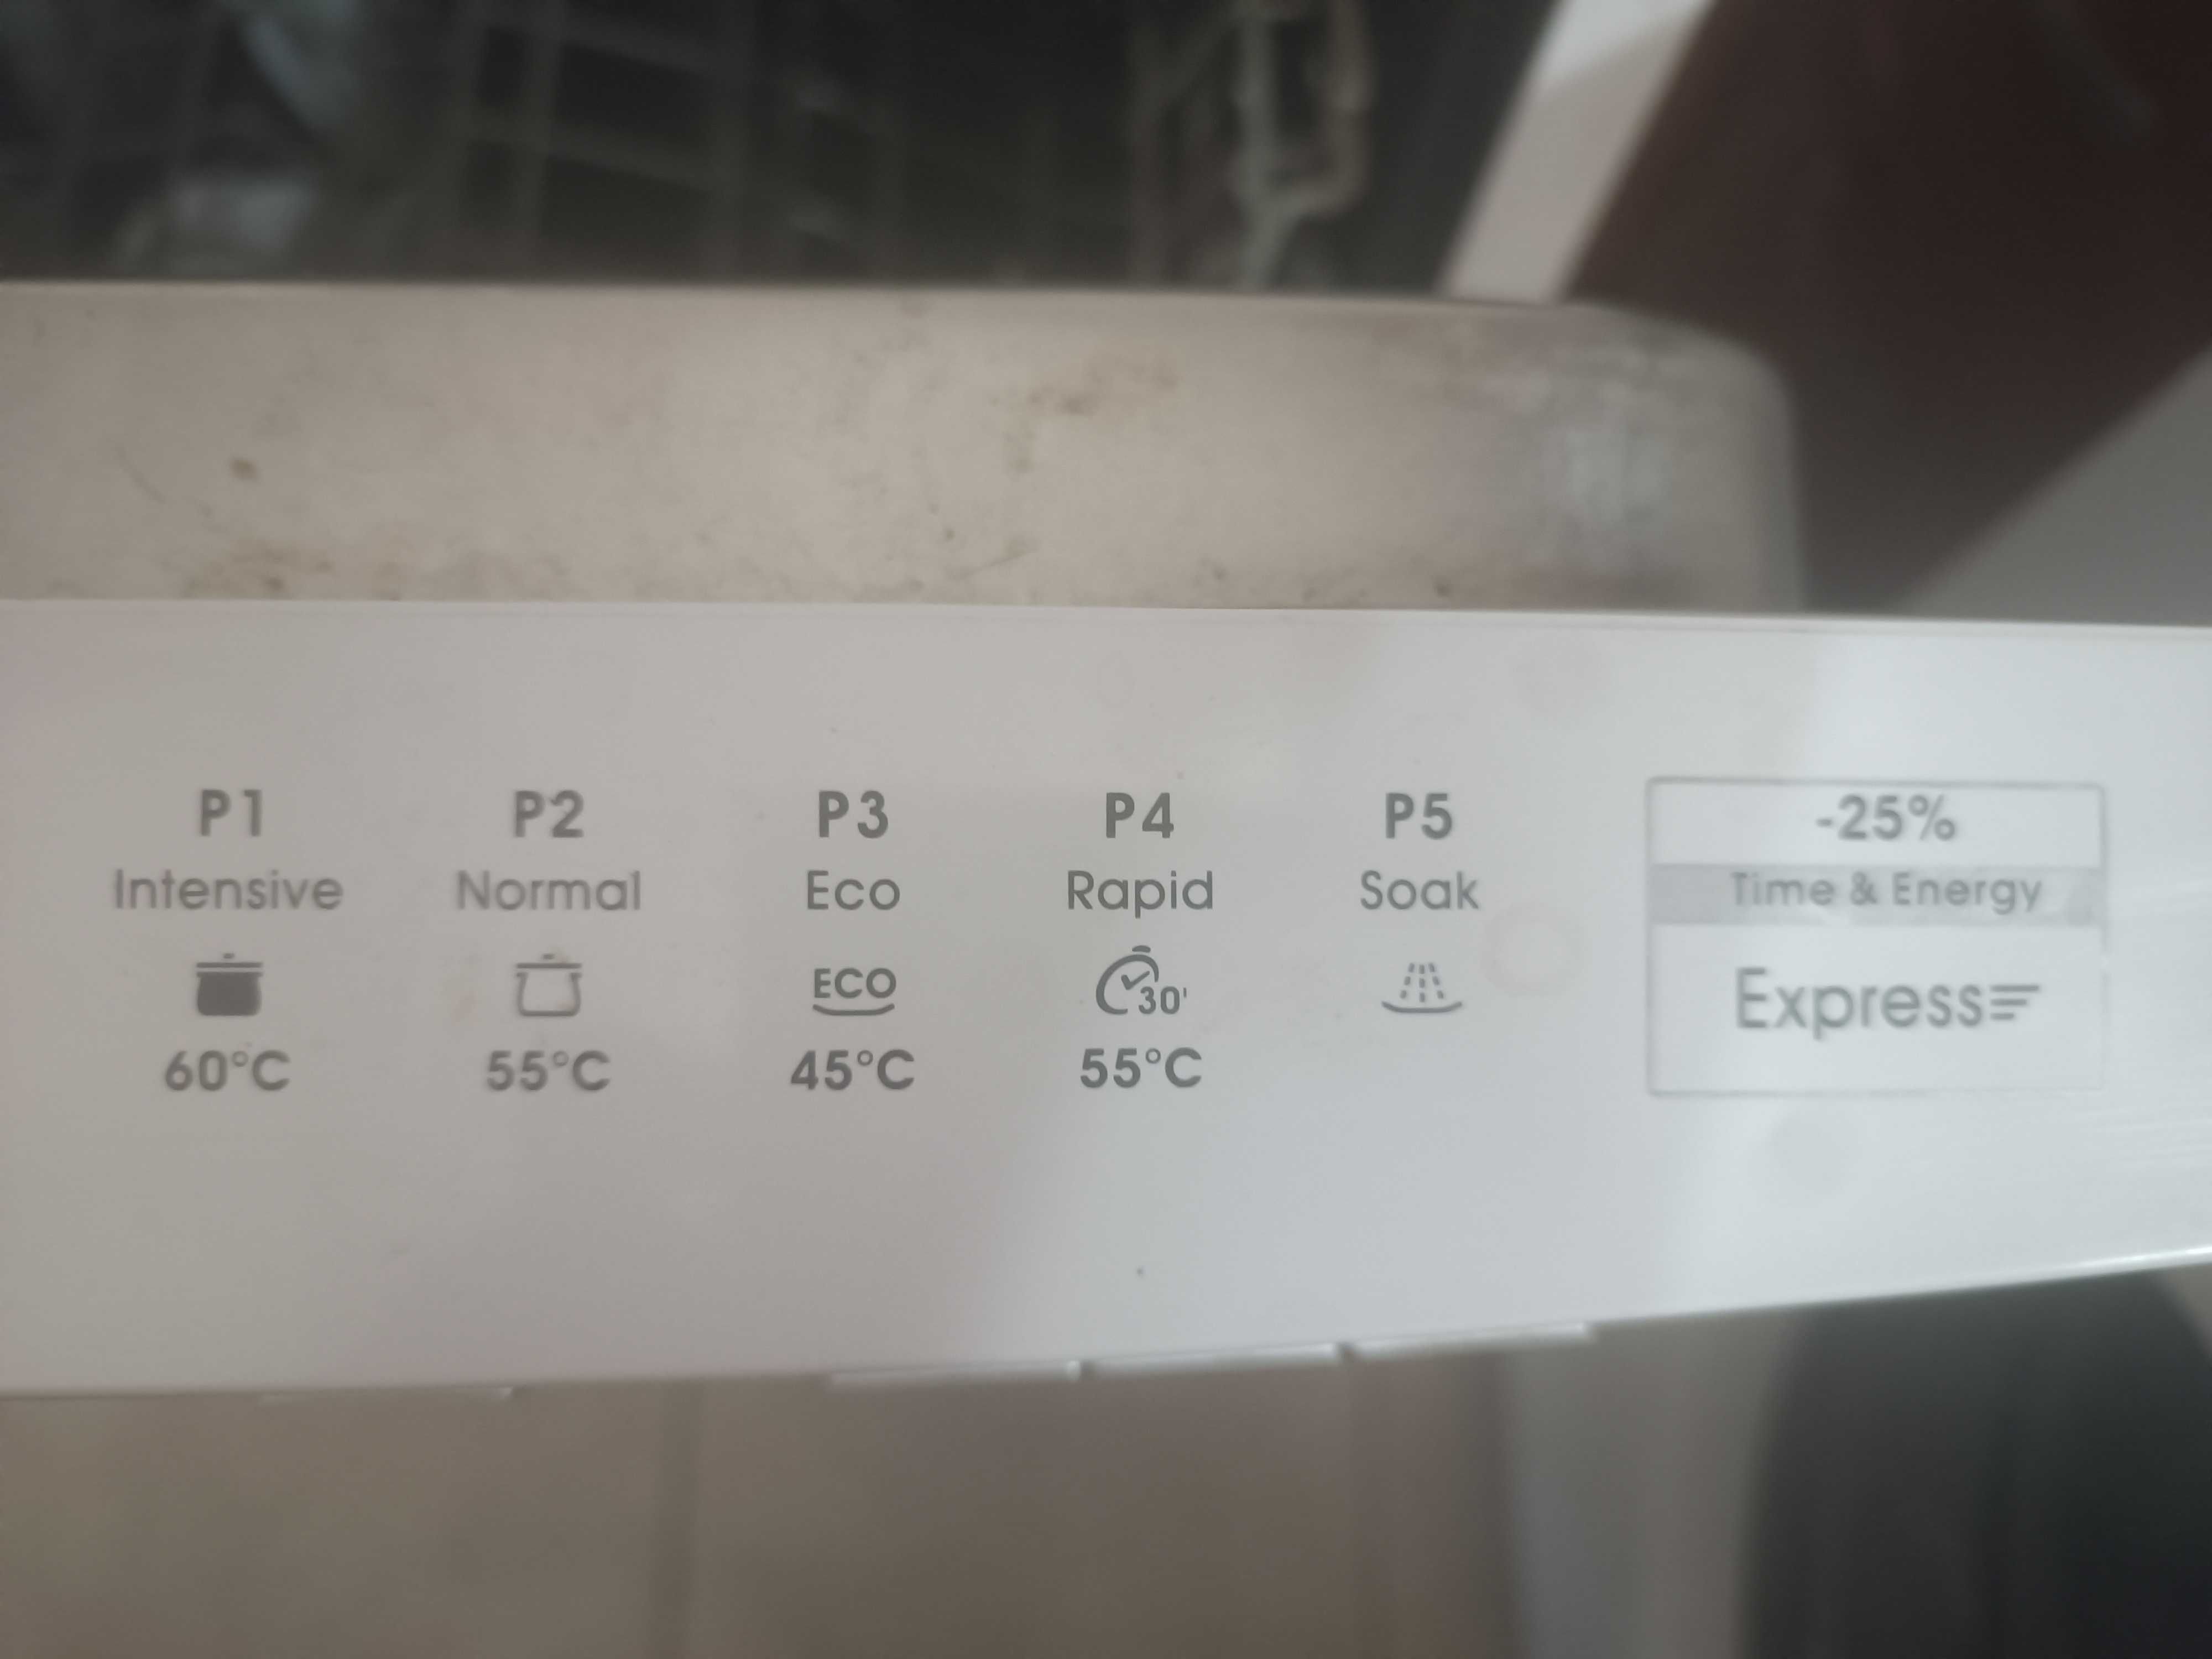 P1 P2 P3 P4 P5
Intensive Normal Eco Rapid Soak
ECO 30'
60°C 55°C 45°C 55°C
-25%
Time & Energy
Express